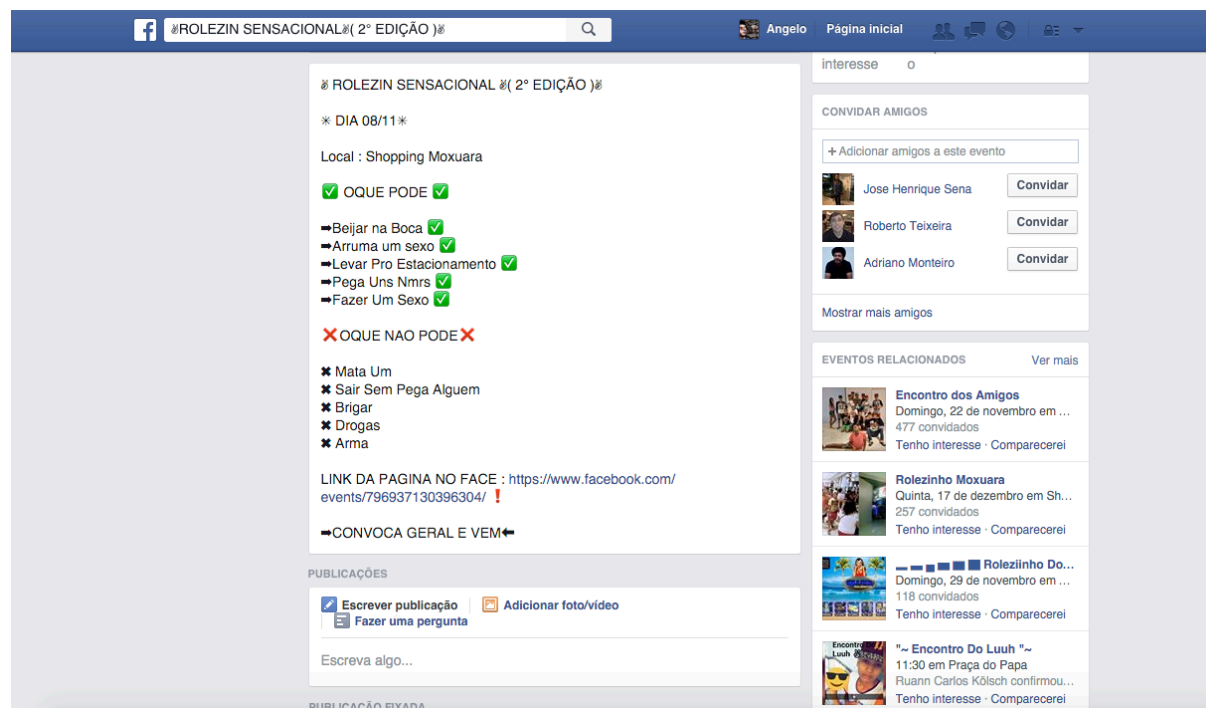 ✌ROLEZIN SENSACIONAL✌( 2° EDIÇÃO )✌
Angelo
Página inicial
✌ ROLEZIN SENSACIONAL ✌( 2° EDIÇÃO )✌
✳ DIA 08/11✳
Local : Shopping Moxuara
✅ OQUE PODE ✅
➡Beijar na Boca ✅
➡Arruma um sexo ✅
➡Levar Pro Estacionamento ✅
➡Pega Uns Nmrs ✅
➡Fazer Um Sexo ✅
❌OQUE NAO PODE❌
✖ Mata Um
✖ Sair Sem Pega Alguem
✖ Brigar
✖ Drogas
✖ Arma
LINK DA PAGINA NO FACE : https://www.facebook.com/
events/796937130396304/ ❗
➡CONVOCA GERAL E VEM⬅
PUBLICAÇÕES
Escrever publicação
Adicionar foto/vídeo
Fazer uma pergunta
Escreva algo...
PUBLICAÇÃO FIXADA
interesse o
CONVIDAR AMIGOS
+ Adicionar amigos a este evento
Jose Henrique Sena Convidar
Roberto Teixeira Convidar
Adriano Monteiro Convidar
Mostrar mais amigos
EVENTOS RELACIONADOS Ver mais
Encontro dos Amigos
Domingo, 22 de novembro em ...
477 convidados
Tenho interesse · Comparecerei
Rolezinho Moxuara
Quinta, 17 de dezembro em Sh...
257 convidados
Tenho interesse · Comparecerei
Roleziinho Do...
Domingo, 29 de novembro em ...
118 convidados
Tenho interesse · Comparecerei
Encontro Do
Luuh
"~ Encontro Do Luuh "~
11:30 em Praça do Papa
Ruann Carlos Kölsch confirmou...
Tenho interesse · Comparecerei